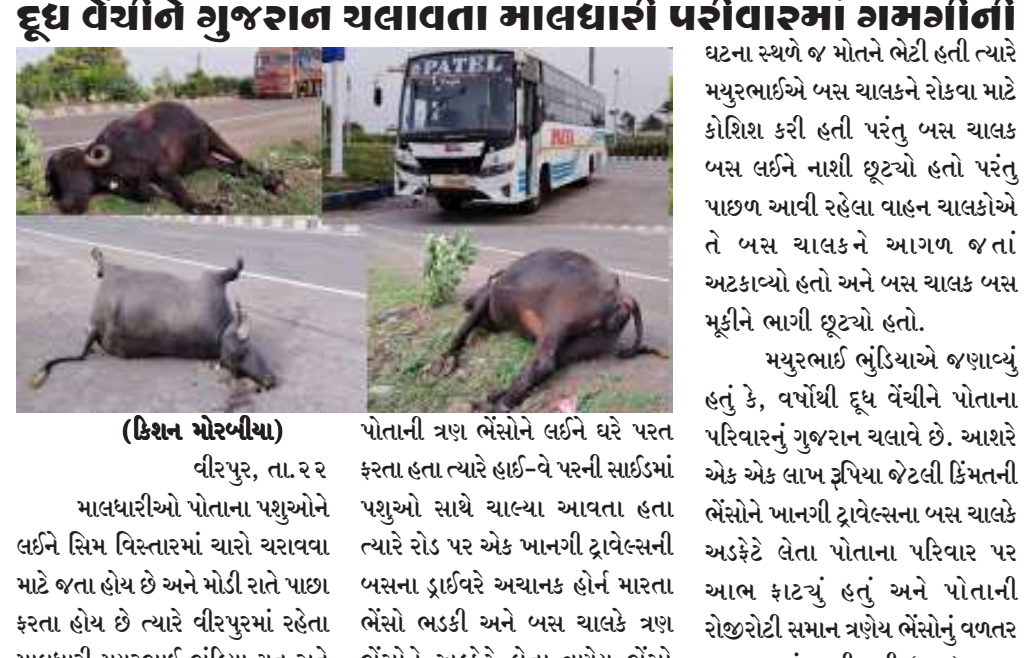 દૂધ વેંચીને ગુજરાન ચલાવતા માલધારી પરીવારમાં ગમગીની
PATEL
PATEL
(કિશન મોરબીયા)
વીરપુર, તા.૨૨
માલધારીઓ પોતાના પશુઓને
લઈને સિમ વિસ્તારમાં ચારો ચરાવવા
માટે જતા હોય છે અને મોડી રાતે પાછા
ફરતા હોય છે ત્યારે વીરપુરમાં રહેતા
પોતાની ત્રણ ભેંસોને લઈને ઘરે પરત
ફરતા હતા ત્યારે હાઈ-વે પરની સાઈડમાં
પશુઓ સાથે ચાલ્યા આવતા હતા
ત્યારે રોડ પર એક ખાનગી ટ્રાવેલ્સની
બસના ડ્રાઈવરે અચાનક હોર્ન મારતા
ભેંસો ભડકી અને બસ ચાલકે ત્રણ
ઘટના સ્થળે જ મોતને ભેટી હતી ત્યારે
મયુરભાઈએ બસ ચાલકને રોકવા માટે
કોશિશ કરી હતી પરંતુ બસ ચાલક
બસ લઈને નાશી છૂટયો હતો પરંતુ
પાછળ આવી રહેલા વાહન ચાલકોએ
તે બસ ચાલકને આગળ જતાં
અટકાવ્યો હતો અને બસ ચાલક બસ
મૂકીને ભાગી છૂટયો હતો.
મયુરભાઈ ભુંડિયાએ જણાવ્યું
હતું કે, વર્ષોથી દૂધ વેંચીને પોતાના
પરિવારનું ગુજરાન ચલાવે છે. આશરે
એક એક લાખ રૂપિયા જેટલી કિંમતની
ભેંસોને ખાનગી ટ્રાવેલ્સના બસ ચાલકે
અડફેટે લેતા પોતાના પરિવાર પર
આભ ફાટયું હતું અને પોતાની
રોજીરોટી સમાન ત્રણેય ભેંસોનું વળતર